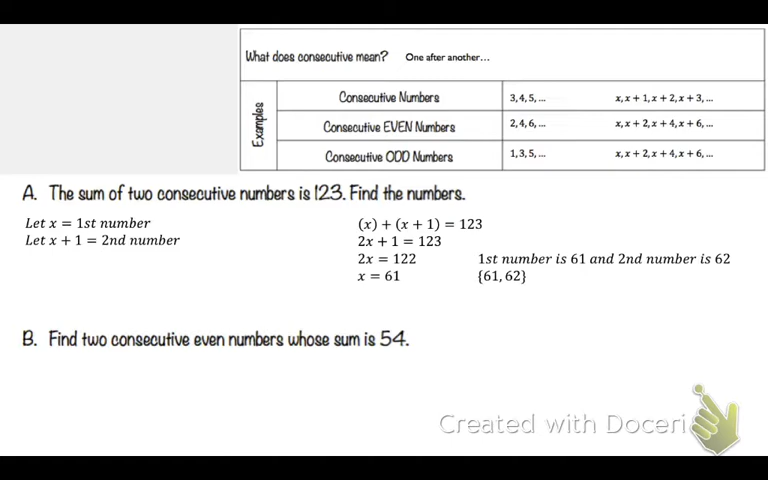 What does consecutive mean? One after another...
Examples
Consecutive Numbers 3,4,5, ... x, x + 1, x + 2, x + 3, ...
Consecutive EVEN Numbers 2,4,6, ... x, x + 2, x + 4, x + 6, ...
Consecutive ODD Numbers 1,3,5, ... x, x + 2, x + 4, x + 6, ...
A. The sum of two consecutive numbers is 123. Find the numbers.
Let x = 1st number (x) + (x + 1) = 123
Let x + 1 = 2nd number 2x + 1 = 123
2x = 122 1st number is 61 and 2nd number is 62
x = 61 {61, 62}
B. Find two consecutive even numbers whose sum is 54.
Created with Doceri